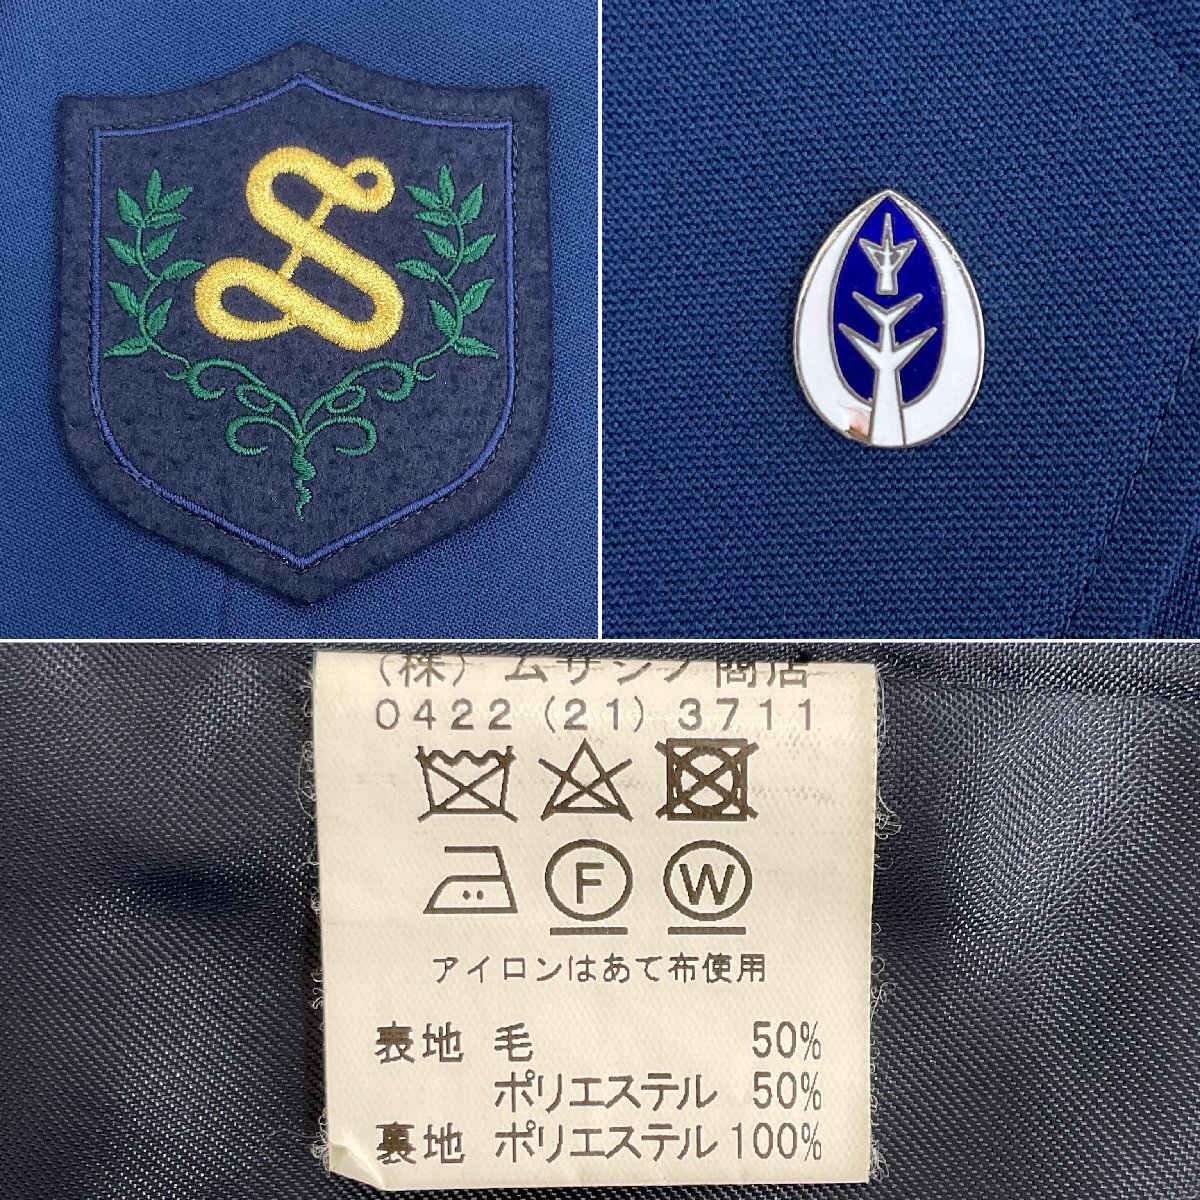 S
(株) ムサシノ商店
0422(21)3711
F W
アイロンはあて布使用
表地 毛 50%
ポリエステル 50%
裏地 ポリエステル 100%